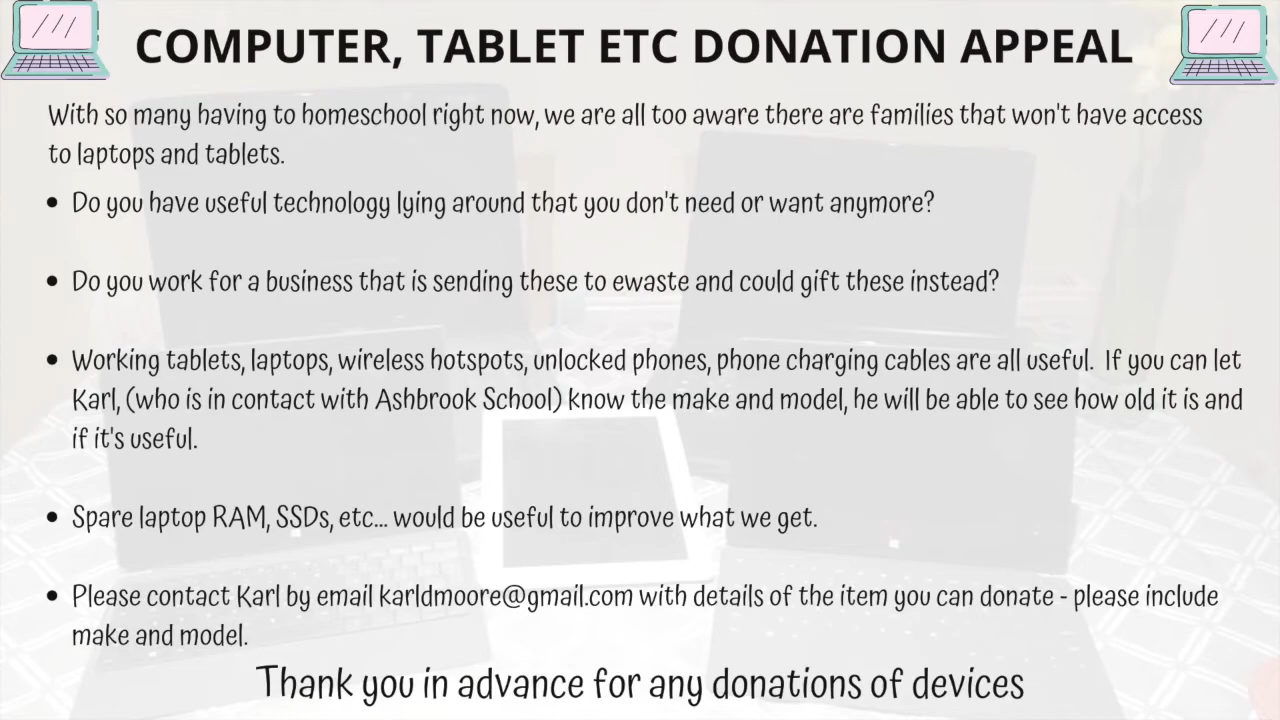 COMPUTER, TABLET ETC DONATION APPEAL
With so many having to homeschool right now, we are all too aware there are families that won't have access
to laptops and tablets.
• Do you have useful technology lying around that you don't need or want anymore?
• Do you work for a business that is sending these to ewaste and could gift these instead?
• Working tablets, laptops, wireless hotspots, unlocked phones, phone charging cables are all useful. If you can let
Karl, (who is in contact with Ashbrook School) know the make and model, he will be able to see how old it is and
if it's useful.
• Spare laptop RAM, SSDs, etc... would be useful to improve what we get.
• Please contact Karl by email karldmoore@gmail.com with details of the item you can donate - please include
make and model.
Thank you in advance for any donations of devices